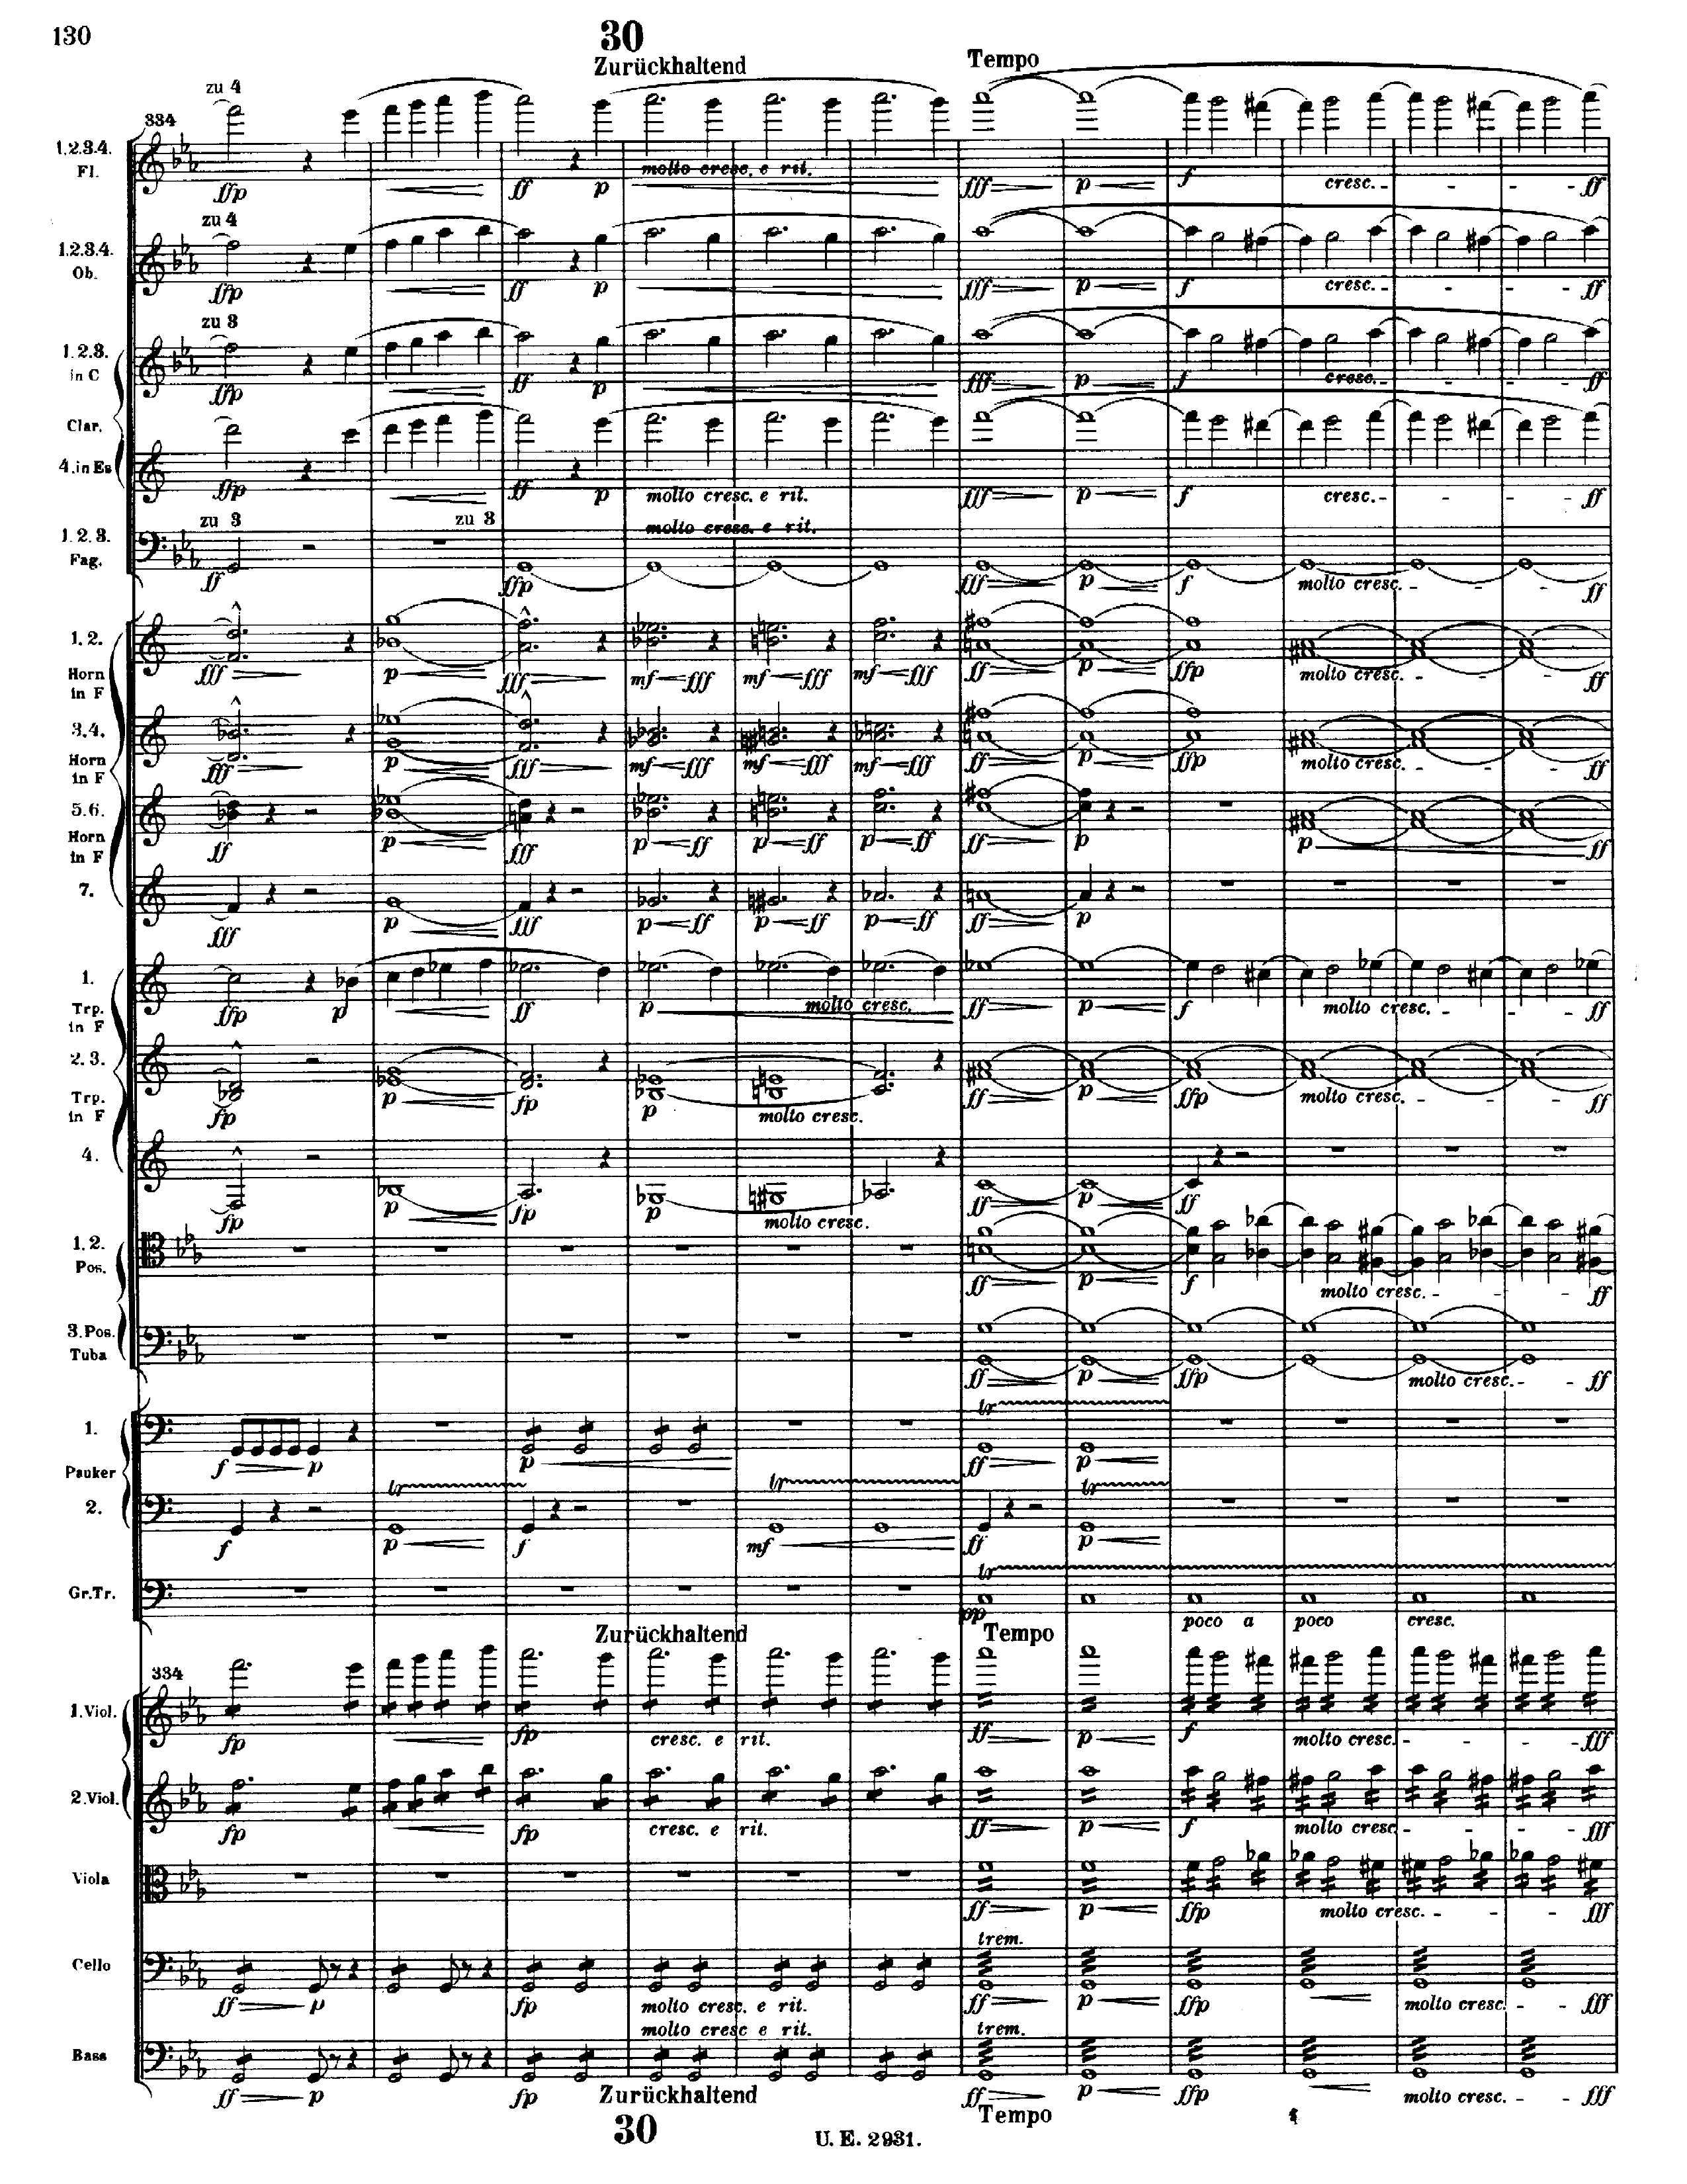 130
30
Zurückhaltend
Tempo
zu 4
334
1.2.3.4.
Fl.
molto cresc. e rit.
ffp ff p fff p f cresc. - - - ff
zu 4
1.2.3.4.
Ob.
ffp ff p fff p f cresc. - - - ff
zu 3
1.2.3.
in C
ffp ff p fff p f cresc. - - - ff
Clar.
4. in Es
ffp ff p molto cresc. e rit. fff p f cresc. - - - ff
zu 3 zu 3 molto cresc. e rit.
1.2.3.
Fag.
ff ffp fff p f molto cresc. - - - ff
1.2.
Horn
in F
fff p fff mf fff mf fff mf fff ff p ffp molto cresc. - - - ff
3.4.
Horn
in F
fff p fff mf fff mf fff mf fff ff p ffp molto cresc. - - - ff
5.6.
Horn
in F
ff p fff p ff p ff p ff ff p p ff
7.
fff p fff p ff p ff p ff ff p
1.
Trp.
in F
ffp p ff p molto cresc. ff p f molto cresc. - - - ff
2.3.
Trp.
in F
fp p fp p molto cresc. ff p ffp molto cresc. - - - ff
4.
fp p fp p molto cresc. ff p ff
1.2.
Pos.
ff p f molto cresc. - - - ff
3. Pos.
Tuba
ff p ffp molto cresc. - - ff
tr
1.
f p p ff p
Pauker
tr tr tr
2.
f p f mf ff p
tr
Gr.Tr.
pp poco a poco cresc.
Zurückhaltend
Tempo
334
1. Viol.
fp fp cresc. e rit. ff p f molto cresc. - - - fff
2. Viol.
fp fp cresc. e rit. ff p f molto cresc. - - - fff
Viola
ff p ffp molto cresc. - - - fff
trem.
Cello
ff p fp molto cresc. e rit. ff p ffp molto cresc. - - fff
molto cresc e rit. trem.
Bass
ff p fp ff p ffp molto cresc. - - fff
Zurückhaltend
Tempo
30
U. E. 2931.